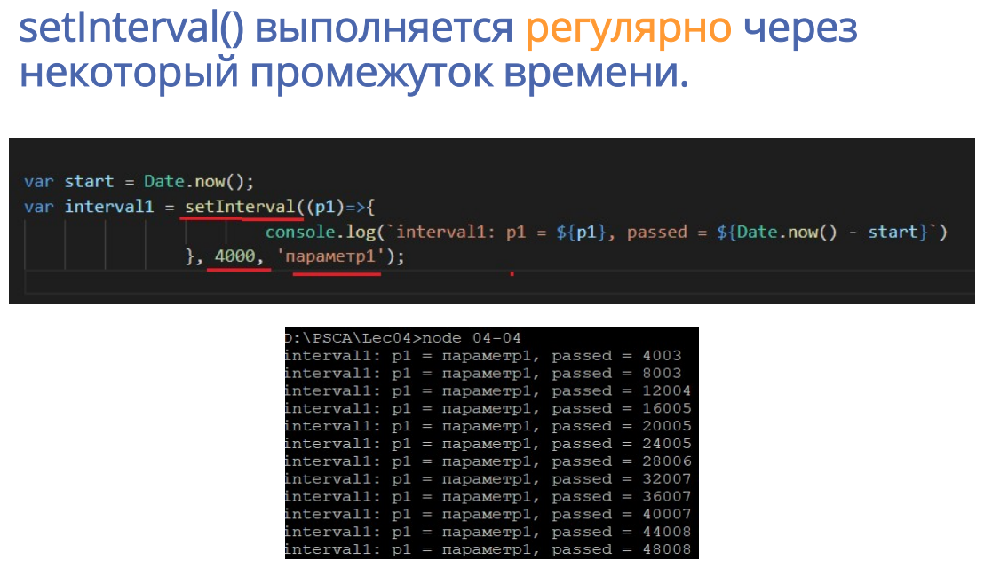 setInterval() выполняется регулярно через
некоторый промежуток времени.
var start = Date.now();
var interval1 = setInterval((p1)=>{
console.log(`interval1: p1 = ${p1}, passed = ${Date.now() - start}`)
}, 4000, 'параметр1');
D:\PSCA\Lec04>node 04-04
interval1: p1 = параметр1, passed = 4003
interval1: p1 = параметр1, passed = 8003
interval1: p1 = параметр1, passed = 12004
interval1: p1 = параметр1, passed = 16005
interval1: p1 = параметр1, passed = 20005
interval1: p1 = параметр1, passed = 24005
interval1: p1 = параметр1, passed = 28006
interval1: p1 = параметр1, passed = 32007
interval1: p1 = параметр1, passed = 36007
interval1: p1 = параметр1, passed = 40007
interval1: p1 = параметр1, passed = 44008
interval1: p1 = параметр1, passed = 48008